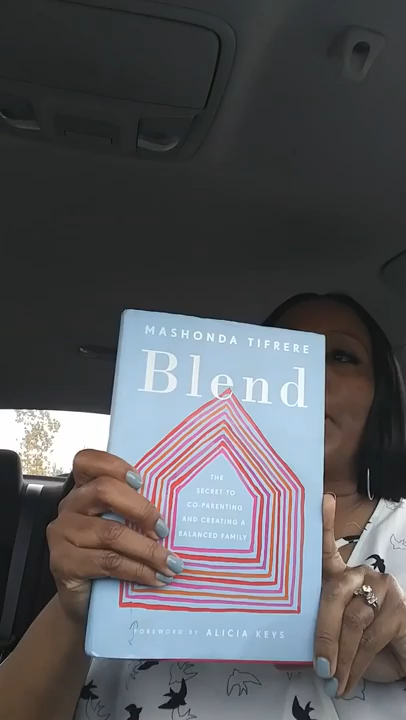 MASHONDA TIFRERE
Blend
THE
SECRET TO
CO-PARENTING
AND CREATING A
BALANCED FAMILY
FOREWORD BY ALICIA KEYS